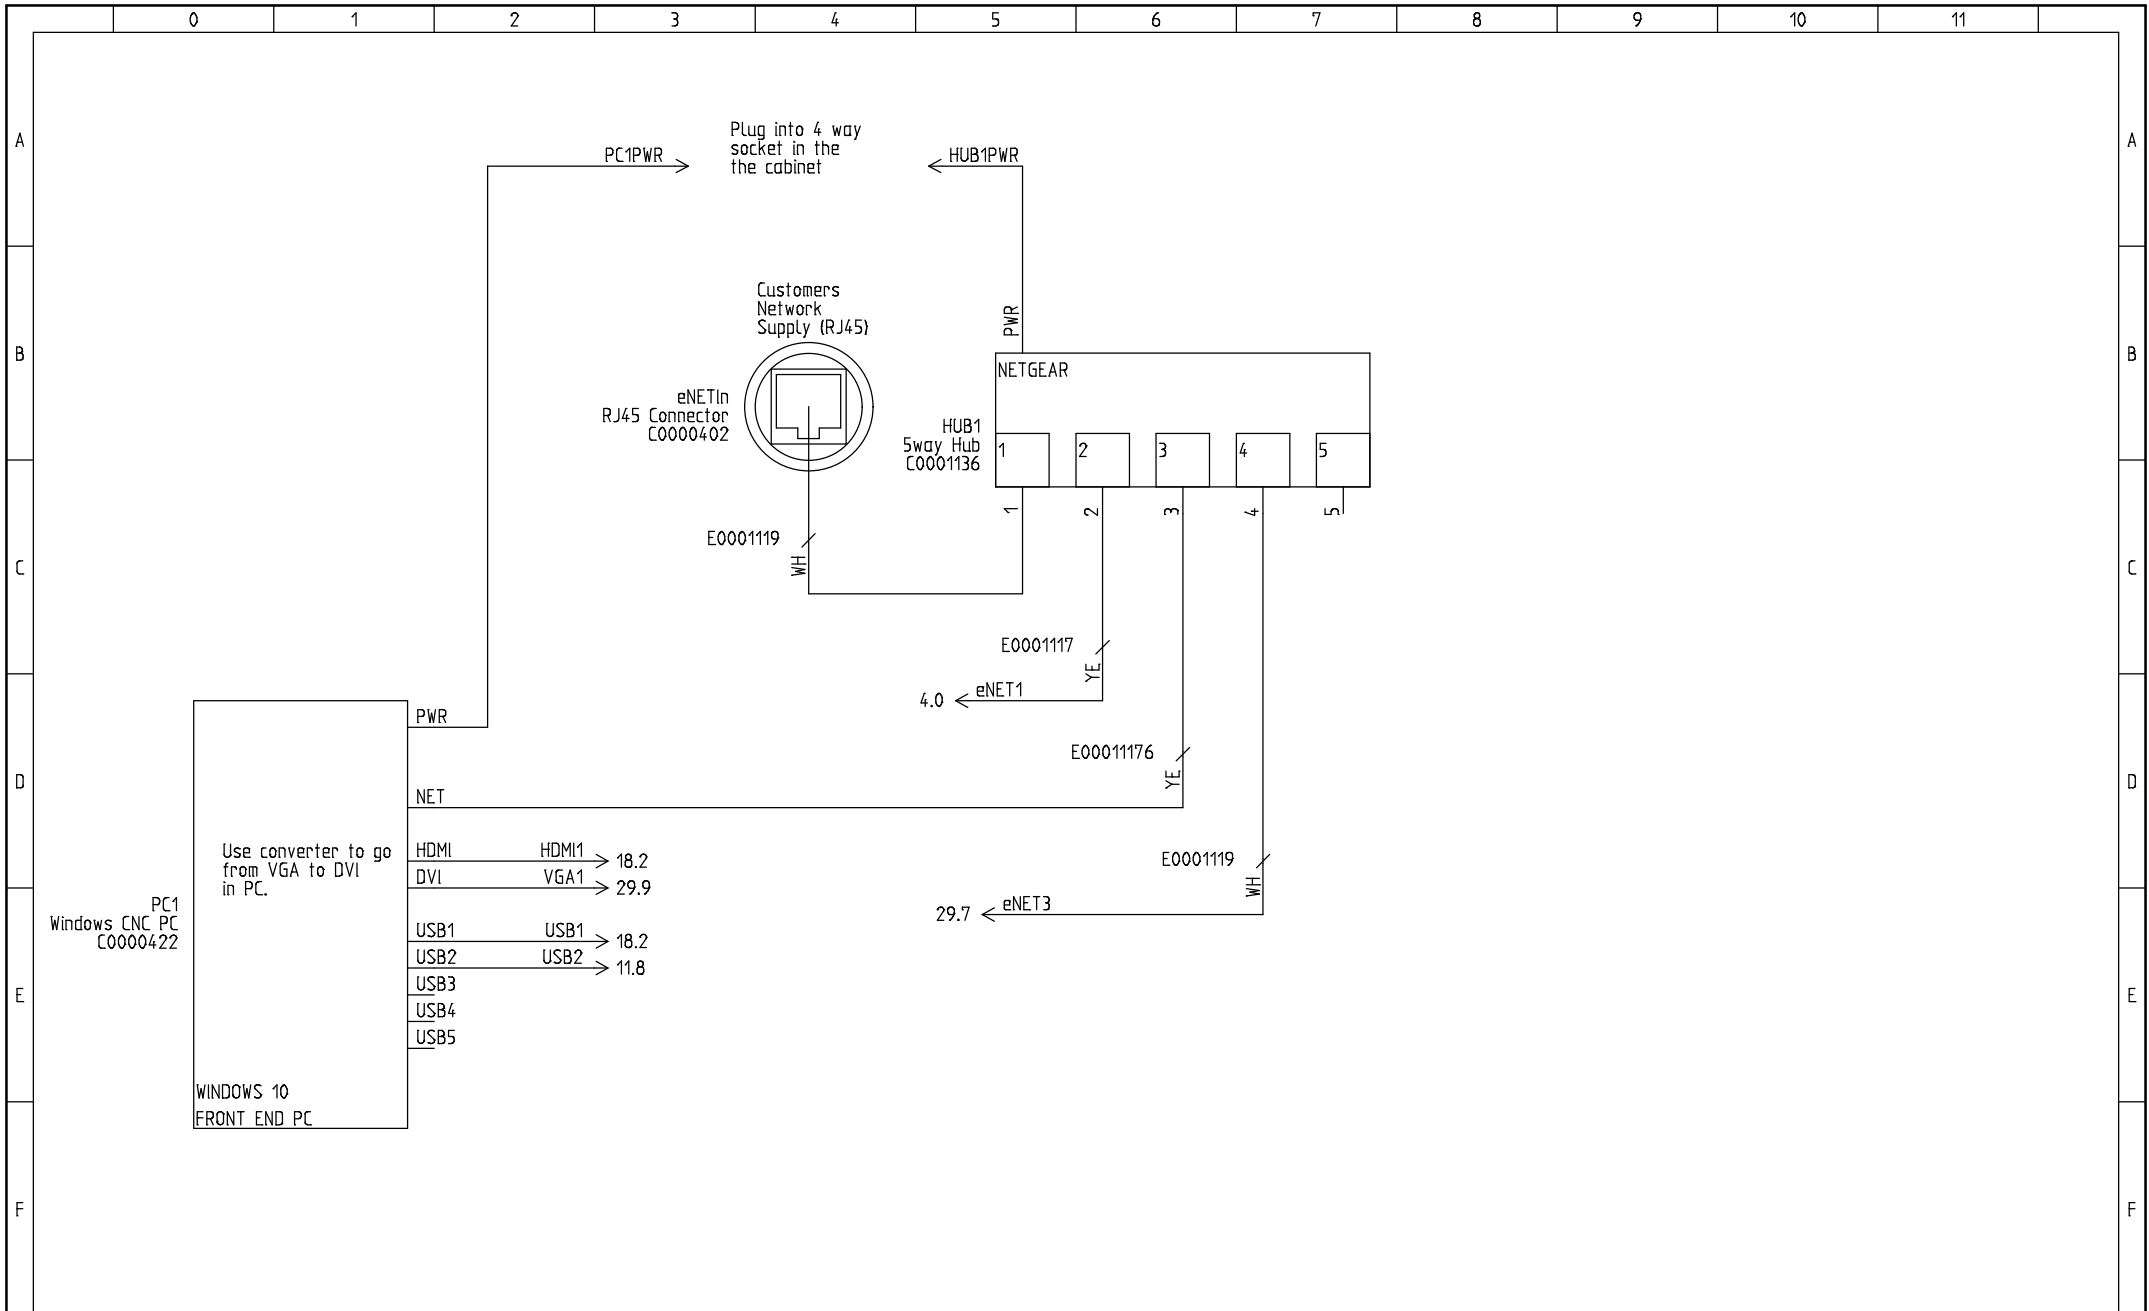 0 1 2 3 4 5 6 7 8 9 10 11
A A
Plug into 4 way
socket in the
the cabinet
PC1PWR
HUB1PWR
Customers
Network
Supply (RJ45)
PWR
B B
NETGEAR
eNETIn
RJ45 Connector
C0000402
HUB1
5way Hub
C0001136
1 2 3 4 5
1 2 3 4 5
E0001119
WH
C C
E0001117
YE
4.0 eNET1
PWR
E00011176
YE
D D
NET
Use converter to go
from VGA to DVI
in PC.
HDMI HDMI1 18.2
DVI VGA1 29.9
E0001119
WH
29.7 eNET3
PC1
Windows CNC PC
C0000422
USB1 USB1 18.2
USB2 USB2 11.8
USB3
USB4
USB5
E E
WINDOWS 10
FRONT END PC
F F